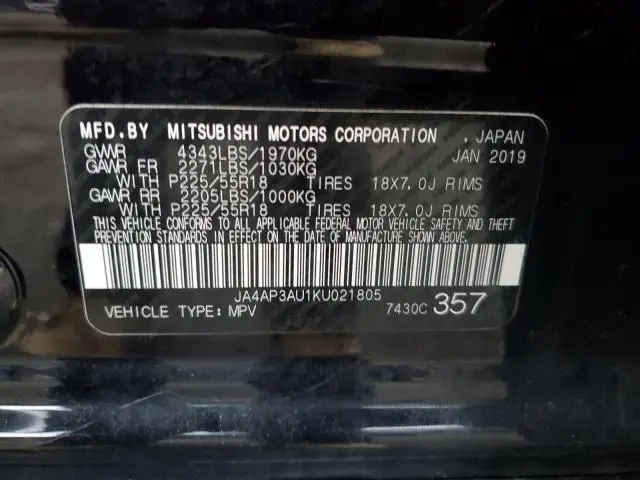 MFD.BY MITSUBISHI MOTORS CORPORATION , JAPAN
GVWR 4343LBS/1970KG JAN 2019
GAWR FR 2271LBS/1030KG
WITH P225/55R18 TIRES 18X7.0J RIMS
GAWR RR 2205LBS/1000KG
WITH P225/55R18 TIRES 18X7.0J RIMS
THIS VEHICLE CONFORMS TO ALL APPLICABLE FEDERAL MOTOR VEHICLE SAFETY AND THEFT
PREVENTION STANDARDS IN EFFECT ON THE DATE OF MANUFACTURE SHOWN ABOVE.
JA4AP3AU1KU021805
VEHICLE TYPE: MPV 7430C 357